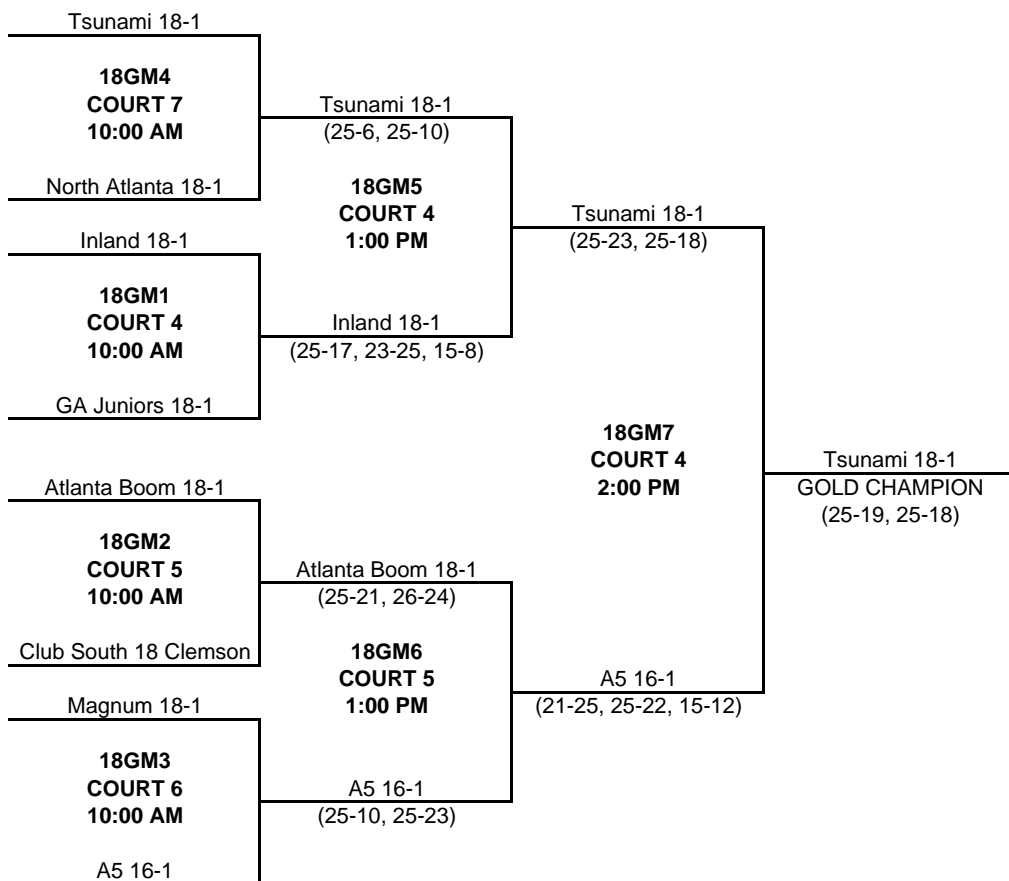 Tsunami 18-1
18GM4
COURT 7
10:00 AM
North Atlanta 18-1
Tsunami 18-1
(25-6, 25-10)
Inland 18-1
18GM1
COURT 4
10:00 AM
GA Juniors 18-1
Inland 18-1
(25-17, 23-25, 15-8)
18GM5
COURT 4
1:00 PM
Tsunami 18-1
(25-23, 25-18)
Atlanta Boom 18-1
18GM2
COURT 5
10:00 AM
Club South 18 Clemson
Atlanta Boom 18-1
(25-21, 26-24)
Magnum 18-1
18GM3
COURT 6
10:00 AM
A5 16-1
A5 16-1
(25-10, 25-23)
18GM6
COURT 5
1:00 PM
A5 16-1
(21-25, 25-22, 15-12)
18GM7
COURT 4
2:00 PM
Tsunami 18-1
GOLD CHAMPION
(25-19, 25-18)